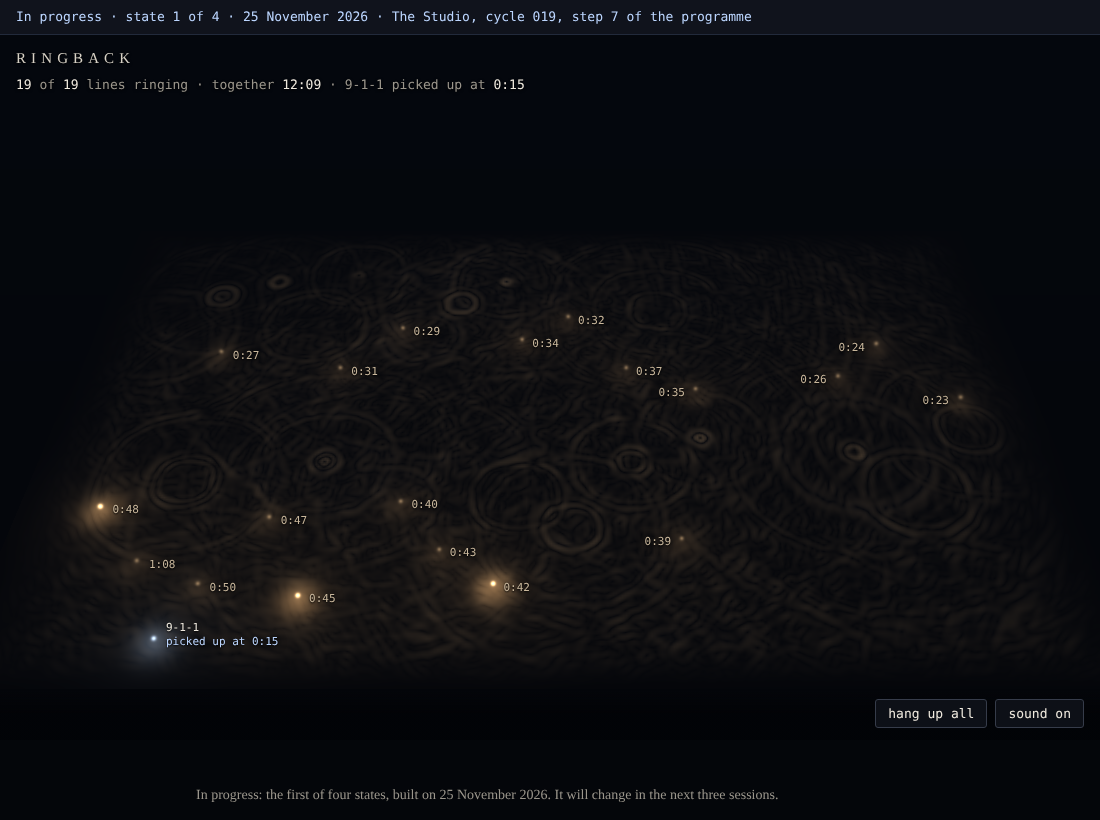 In progress · state 1 of 4 · 25 November 2026 · The Studio, cycle 019, step 7 of the programme
RINGBACK
19 of 19 lines ringing · together 12:09 · 9-1-1 picked up at 0:15
0:32
0:29
0:34
0:24
0:27
0:31
0:37
0:26
0:35
0:23
0:40
0:48
0:47
0:39
0:43
1:08
0:50
0:42
0:45
9-1-1
picked up at 0:15
hang up all
sound on
In progress: the first of four states, built on 25 November 2026. It will change in the next three sessions.